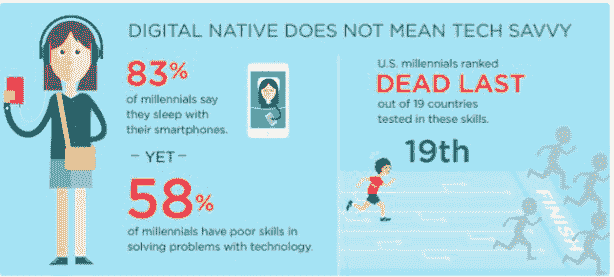 DIGITAL NATIVE DOES NOT MEAN TECH SAVVY
83%
of millennials say
they sleep with
their smartphones.
– YET –
58%
of millennials have poor skills in
solving problems with technology.
U.S. millennials ranked
DEAD LAST
out of 19 countries
tested in these skills.
19th
FINISH